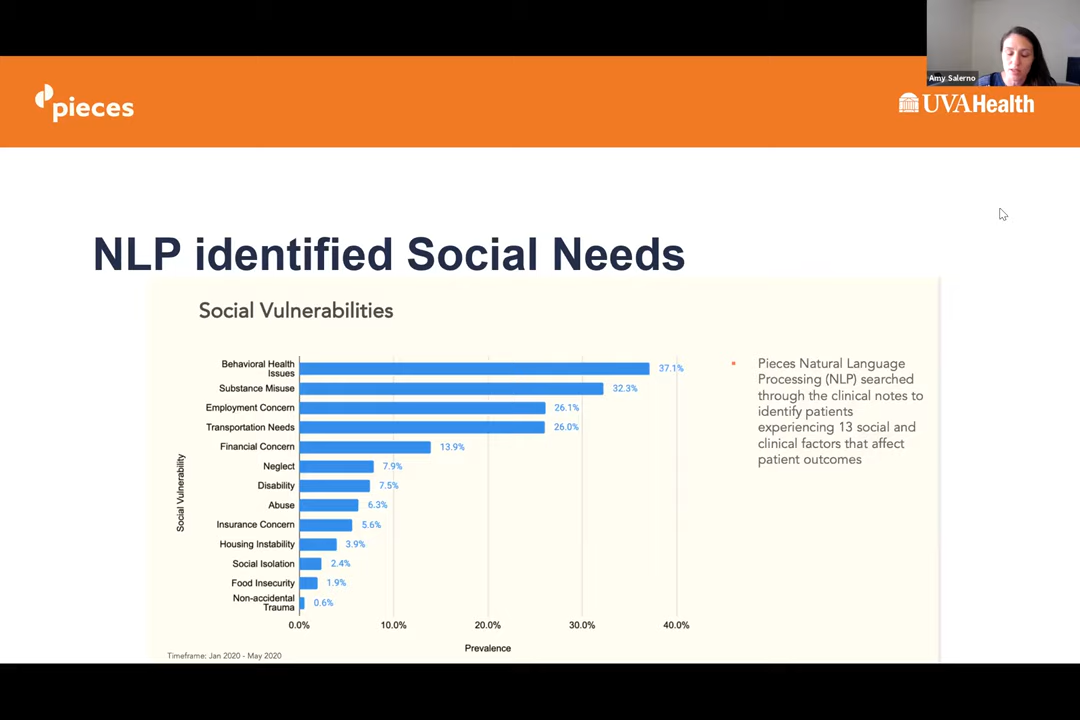 Amy Salerno
pieces
UVAHealth
NLP identified Social Needs
Social Vulnerabilities
Behavioral Health
Issues
37.1%
Substance Misuse
32.3%
Employment Concern
26.1%
Transportation Needs
26.0%
Financial Concern
13.9%
Neglect
7.9%
Disability
7.5%
Abuse
6.3%
Insurance Concern
5.6%
Housing Instability
3.9%
Social Isolation
2.4%
Food Insecurity
1.9%
Non-accidental
Trauma
0.6%
Social Vulnerability
0.0%
10.0%
20.0%
30.0%
40.0%
Prevalence
Timeframe: Jan 2020 - May 2020
Pieces Natural Language
Processing (NLP) searched
through the clinical notes to
identify patients
experiencing 13 social and
clinical factors that affect
patient outcomes